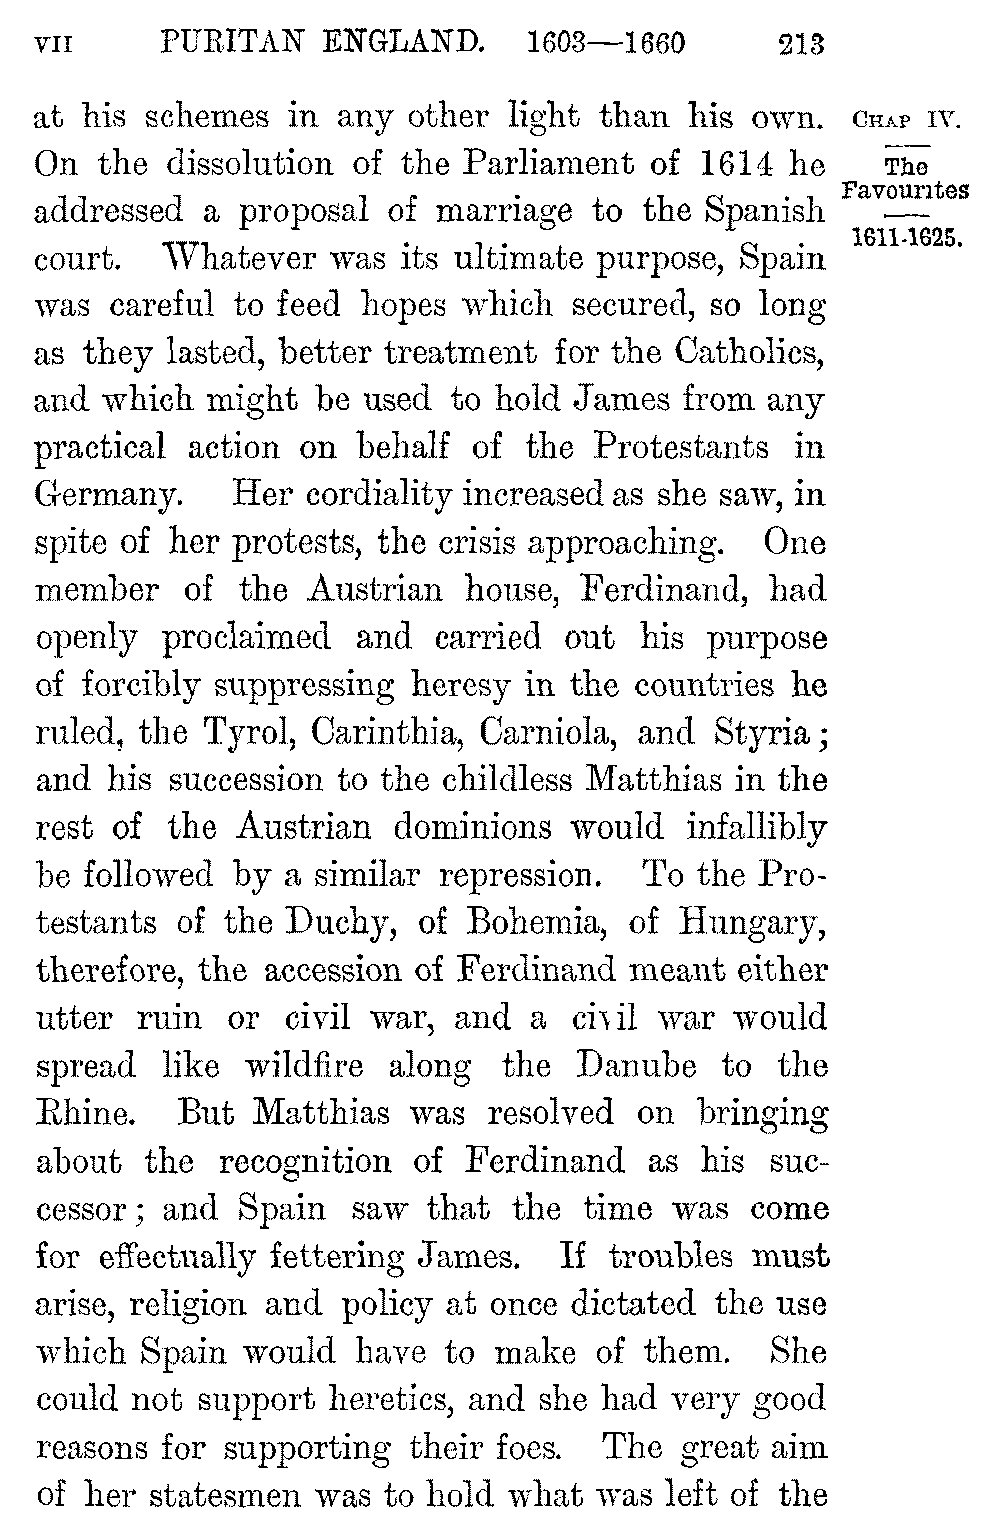 VII PURITAN ENGLAND. 1603—1660 213
at his schemes in any other light than his own.
On the dissolution of the Parliament of 1614 he
addressed a proposal of marriage to the Spanish
court. Whatever was its ultimate purpose, Spain
was careful to feed hopes which secured, so long
as they lasted, better treatment for the Catholics,
and which might be used to hold James from any
practical action on behalf of the Protestants in
Germany. Her cordiality increased as she saw, in
spite of her protests, the crisis approaching. One
member of the Austrian house, Ferdinand, had
openly proclaimed and carried out his purpose
of forcibly suppressing heresy in the countries he
ruled, the Tyrol, Carinthia, Carniola, and Styria;
and his succession to the childless Matthias in the
rest of the Austrian dominions would infallibly
be followed by a similar repression. To the Pro-
testants of the Duchy, of Bohemia, of Hungary,
therefore, the accession of Ferdinand meant either
utter ruin or civil war, and a civil war would
spread like wildfire along the Danube to the
Rhine. But Matthias was resolved on bringing
about the recognition of Ferdinand as his suc-
cessor; and Spain saw that the time was come
for effectually fettering James. If troubles must
arise, religion and policy at once dictated the use
which Spain would have to make of them. She
could not support heretics, and she had very good
reasons for supporting their foes. The great aim
of her statesmen was to hold what was left of the
CHAP IV.
The
Favourites
1611-1625.